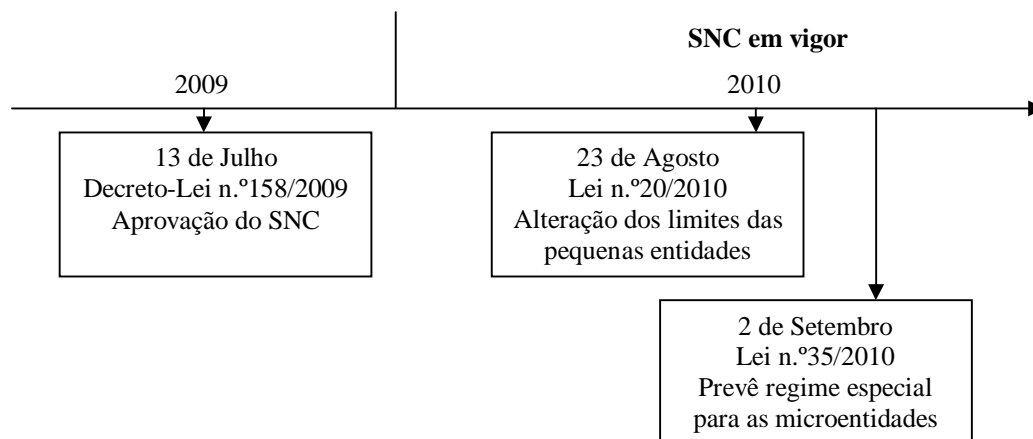 SNC em vigor
2009
2010
13 de Julho
Decreto-Lei n.º158/2009
Aprovação do SNC
23 de Agosto
Lei n.º20/2010
Alteração dos limites das
pequenas entidades
2 de Setembro
Lei n.º35/2010
Prevê regime especial
para as microentidades